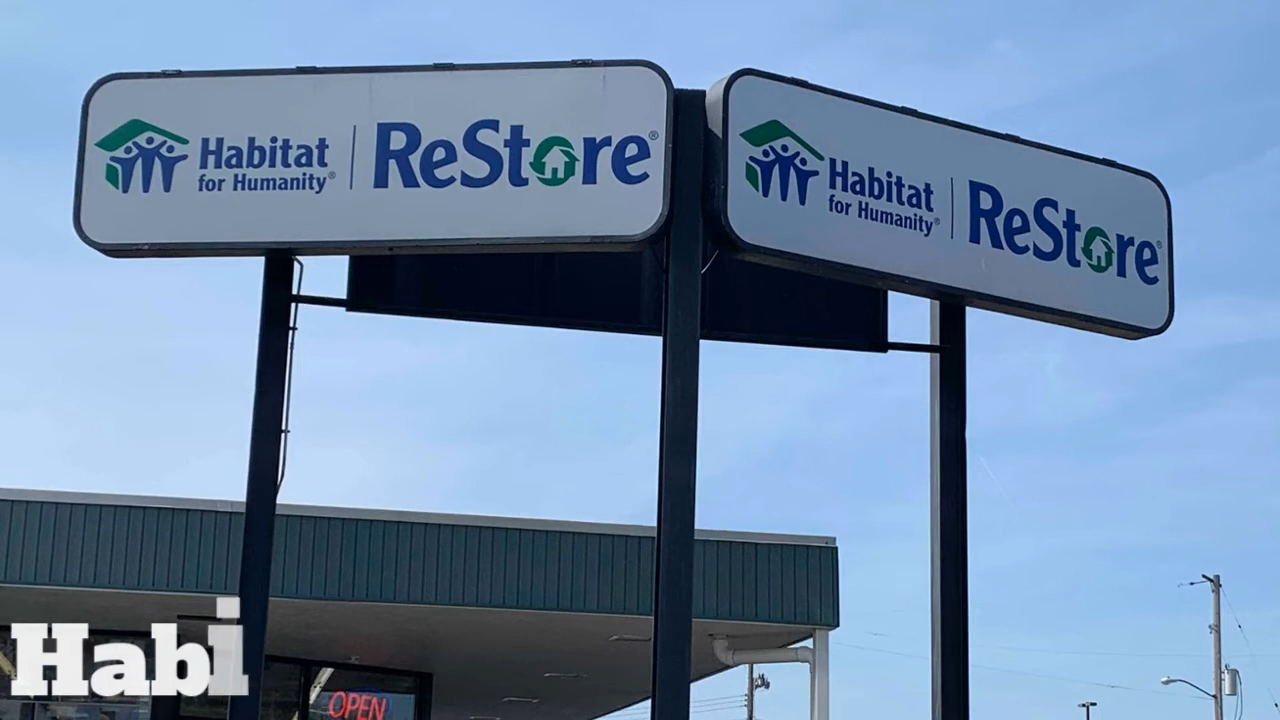 Habitat
for Humanity®
ReStore®
Habitat
for Humanity®
ReStore®
Habi
OPEN